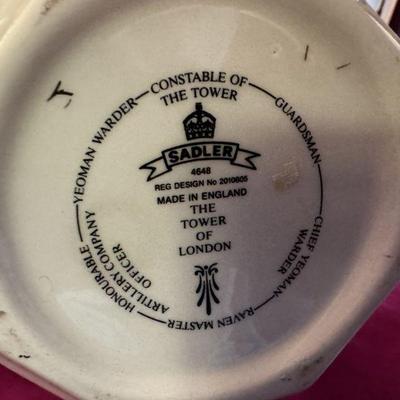 CONSTABLE OF
THE TOWER
GUARDSMAN
CHIEF YEOMAN
WARDER
RAVEN MASTER
HONOURABLE
ARTILLERY COMPANY
OFFICER
YEOMAN WARDER
SADLER
4648
REG DESIGN No 2010605
MADE IN ENGLAND
THE
TOWER
OF
LONDON